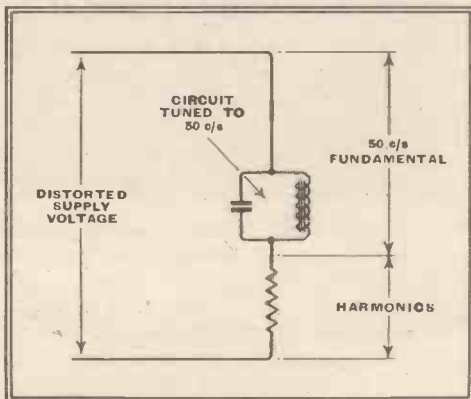 CIRCUIT
TUNED TO
50 c/s
50 c/s
FUNDAMENTAL
DISTORTED
SUPPLY
VOLTAGE
HARMONICS